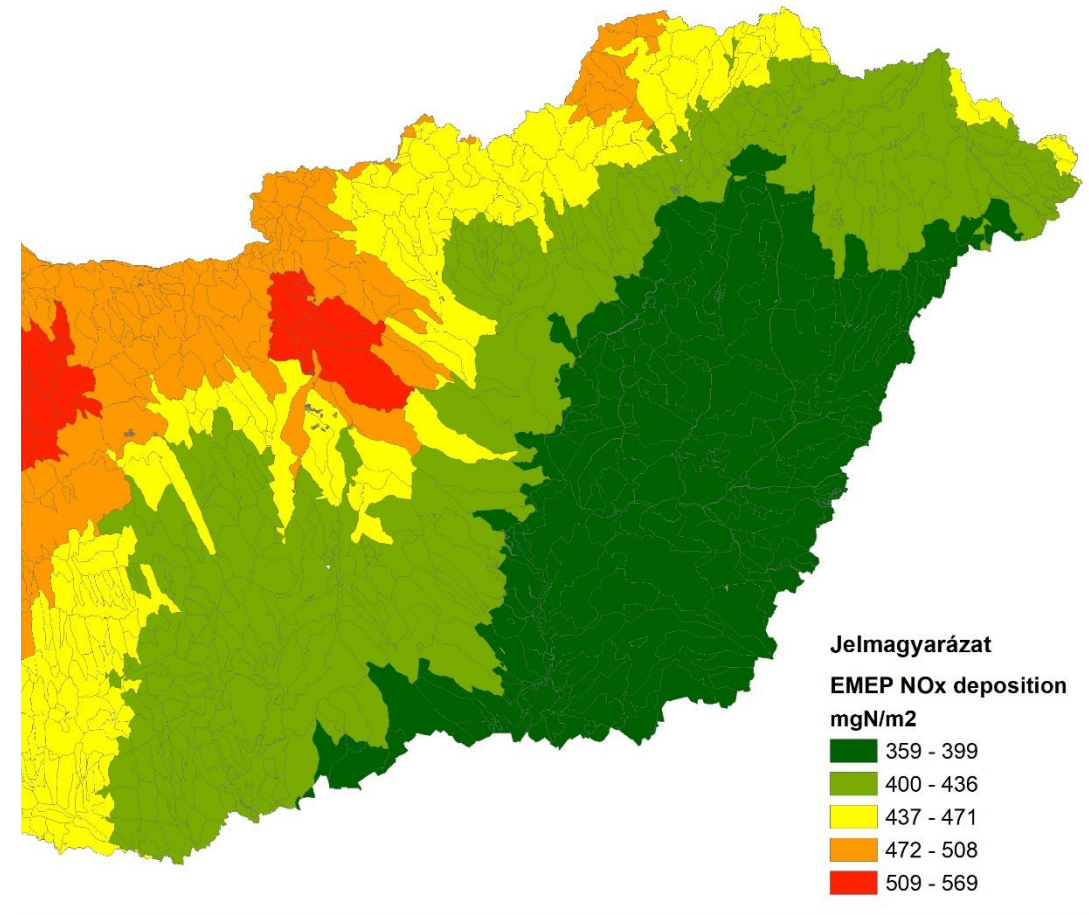 Jelmagyarázat
EMEP NOx deposition
mgN/m2
359 - 399
400 - 436
437 - 471
472 - 508
509 - 569